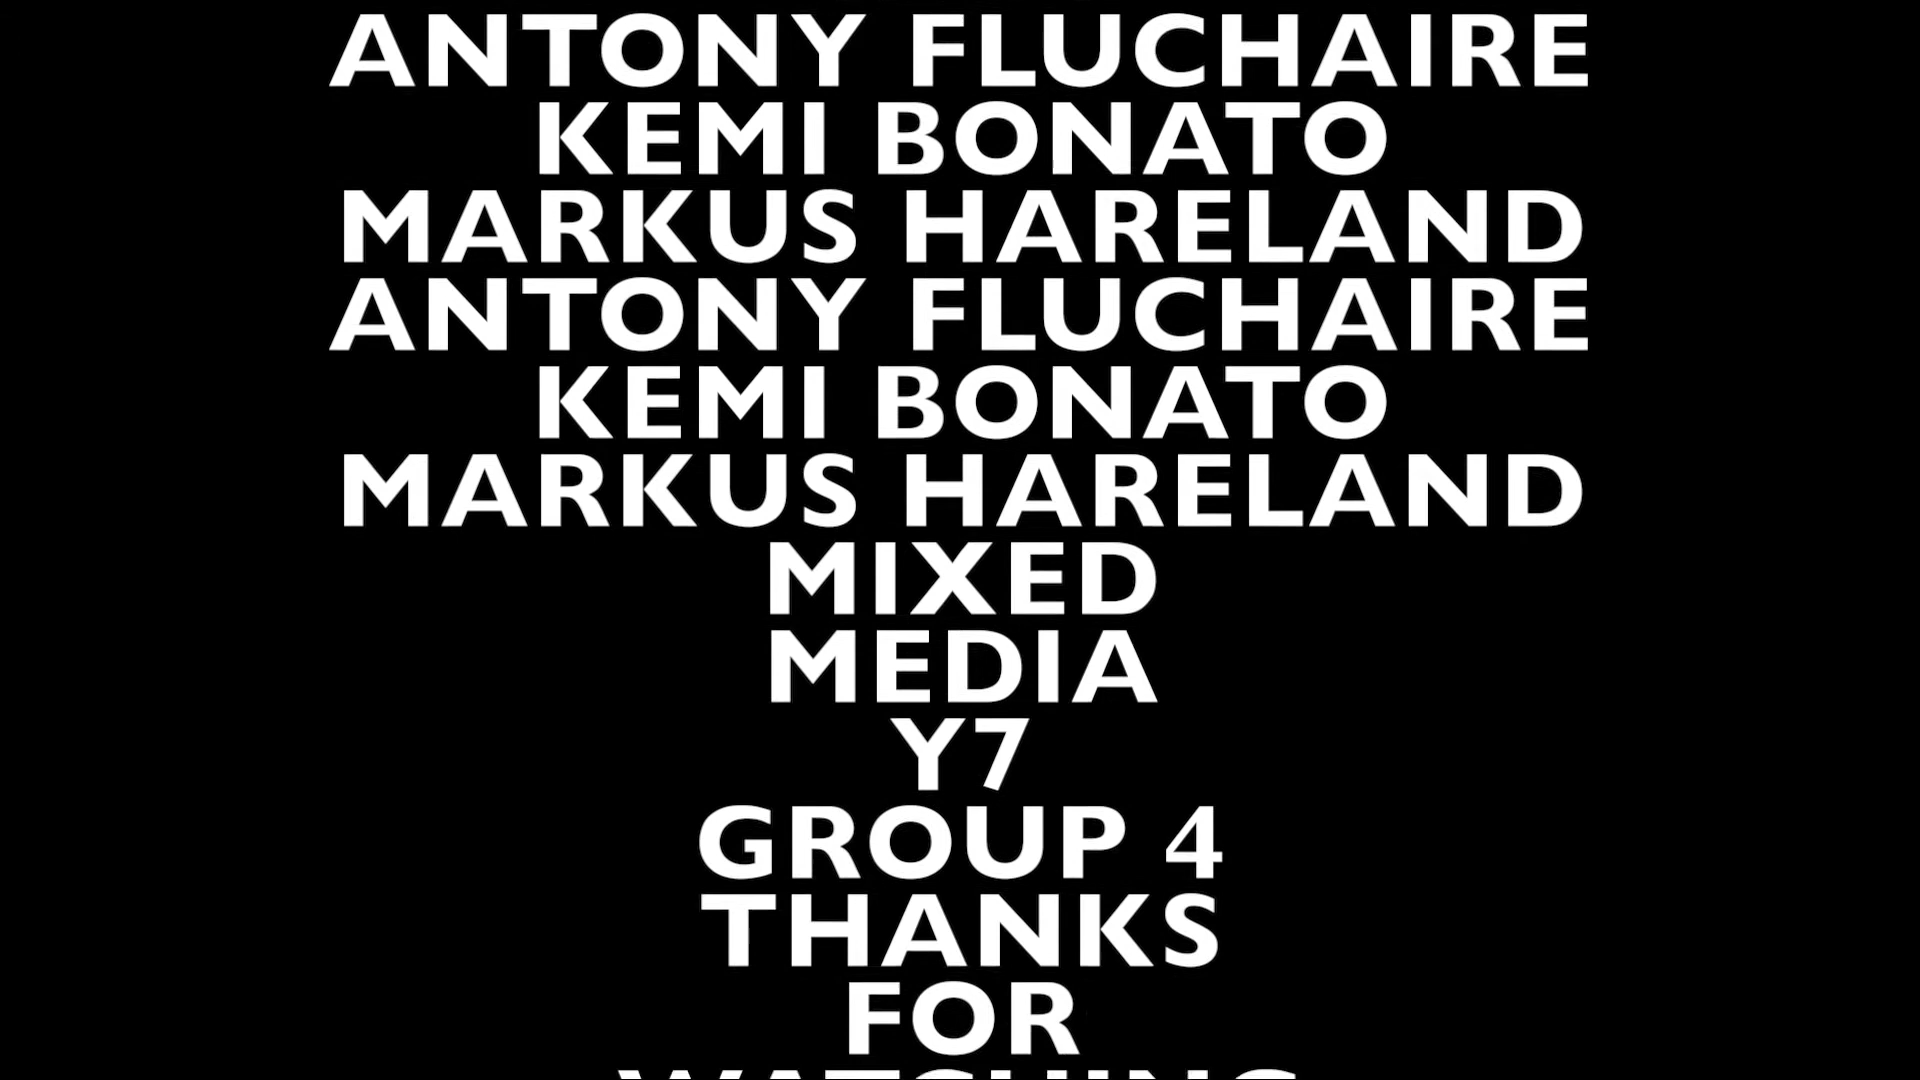 ANTONY FLUCHAIRE
KEMI BONATO
MARKUS HARELAND
ANTONY FLUCHAIRE
KEMI BONATO
MARKUS HARELAND
MIXED
MEDIA
Y7
GROUP 4
THANKS
FOR
WATCHING